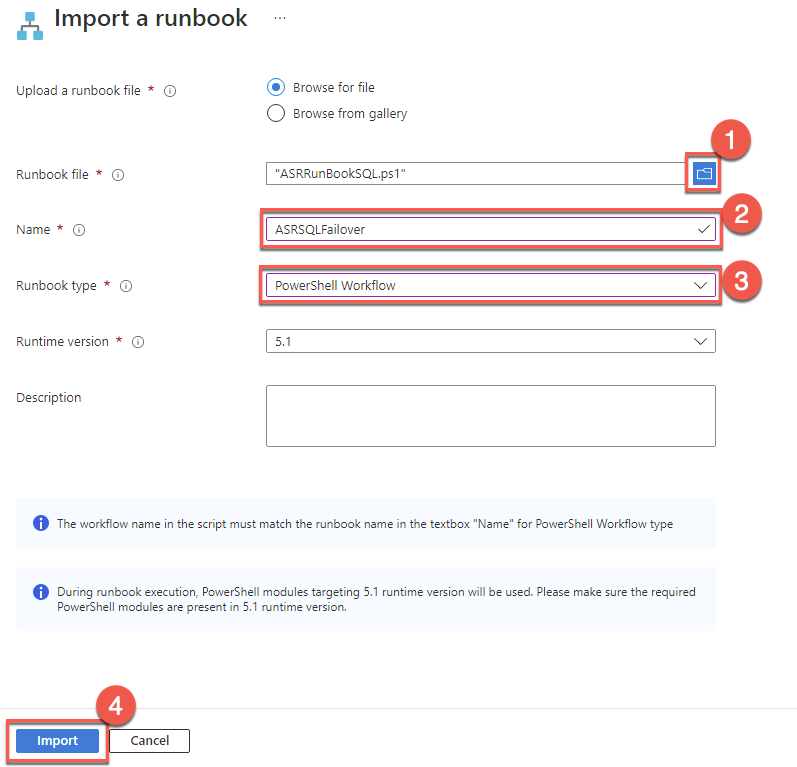 Import a runbook ...
Upload a runbook file *
Browse for file
Browse from gallery
1
Runbook file *
"ASRRunBookSQL.ps1"
2
Name *
ASRSQLFailover
3
Runbook type *
PowerShell Workflow
Runtime version *
5.1
Description
The workflow name in the script must match the runbook name in the textbox "Name" for PowerShell Workflow type
During runbook execution, PowerShell modules targeting 5.1 runtime version will be used. Please make sure the required
PowerShell modules are present in 5.1 runtime version.
4
Import
Cancel